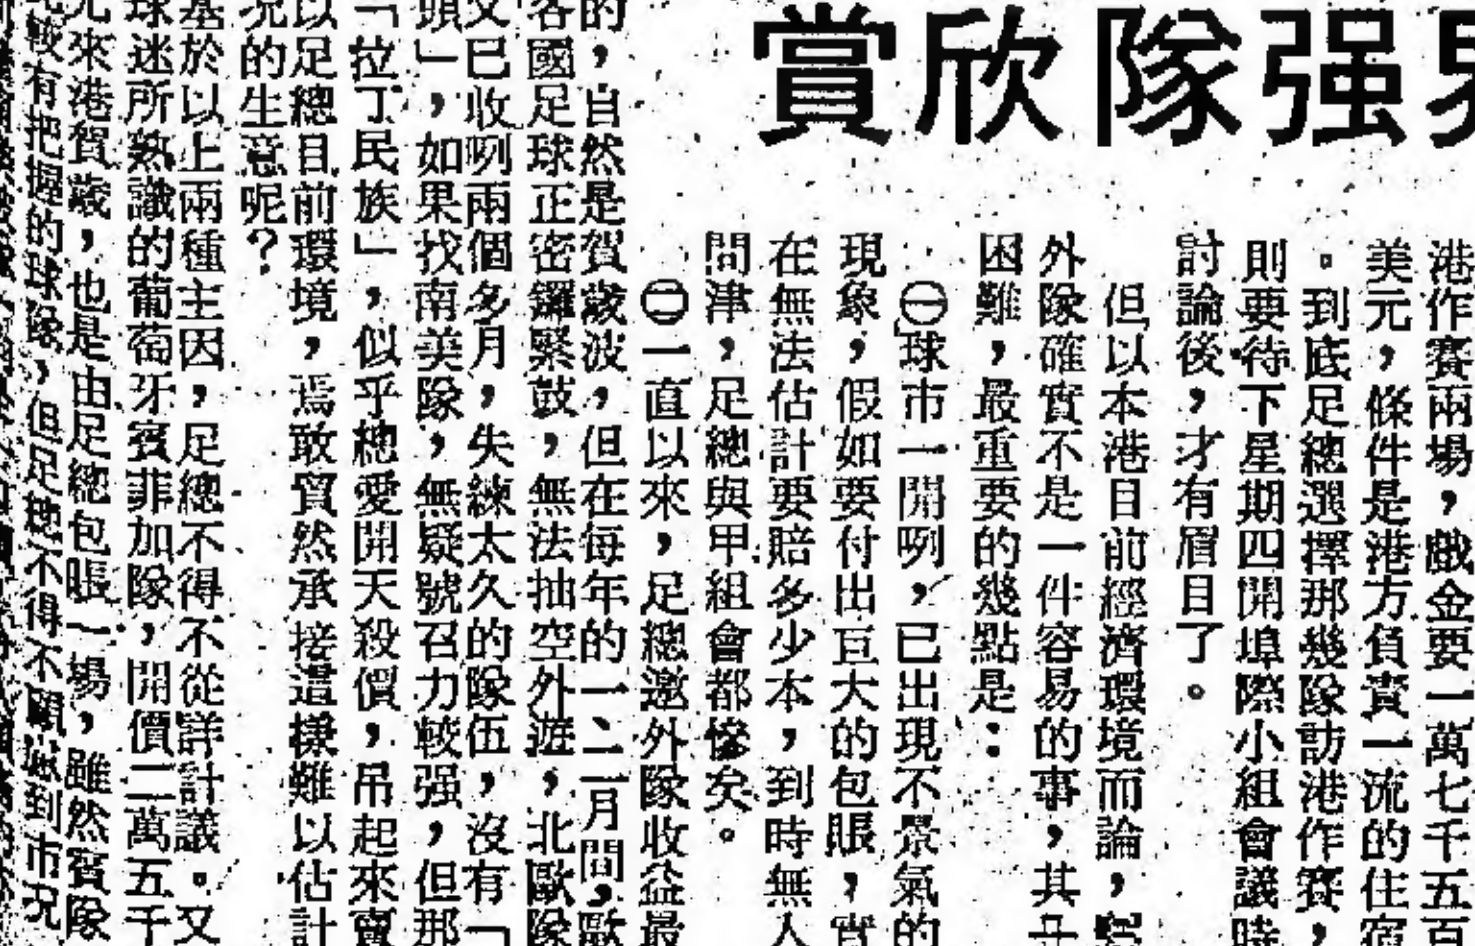 賞欣隊强
港作賽兩場，戲金要一萬七千五百
美元，條件是港方負責一流的住宿
。到底足總選擇那幾隊訪港作賽，
則要待下星期四開埠際小組會議時
討論後，才有眉目了。
但以本港目前經濟環境而論，
外隊確實不是一件容易的事，其
困難，最重要的幾點是：
㊀球市一開咧，已出現不景氣的
現象，假如要付出巨大的包賬，實
在無法估計要賠多少本，到時無人
問津，足總與甲組會都慘矣。
㊁一直以來，足總邀外隊收益最
的，自然是賀歲波，但在每年的一、二月間，歐
客國足球正密鑼緊鼓，無法抽空外遊，北歐隊
又已收咧兩個多月，失練太久的隊伍，沒有「
頭」，如果找南美隊，無疑號召力較强，但那
「拉丁民族」，似乎總愛開天殺價，吊起來賣
以足總目前環境，焉敢貿然承接這樣難以估計
况的生意呢？
基於以上兩種主因，足總不得不從詳計議。又
球迷所熟識的葡萄牙賓菲加隊，開價二萬五千
元來港賀歲，也是由足總包賬一場，雖然賓隊
較有把握的球隊，但足總不得不顧慮到市况